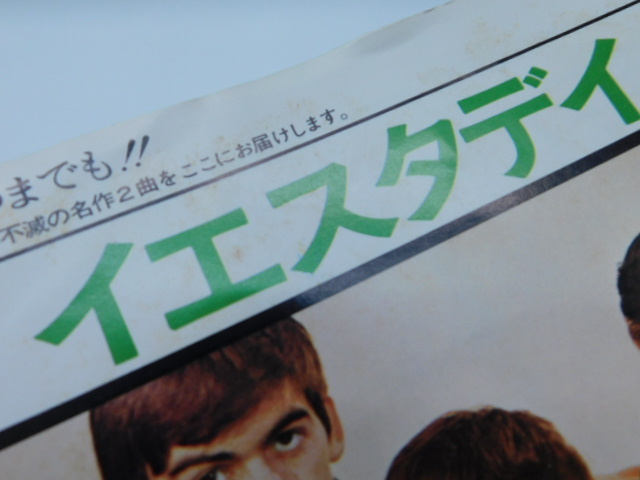 までも!!
不滅の名作2曲をここにお届けします。
イエスタデイ